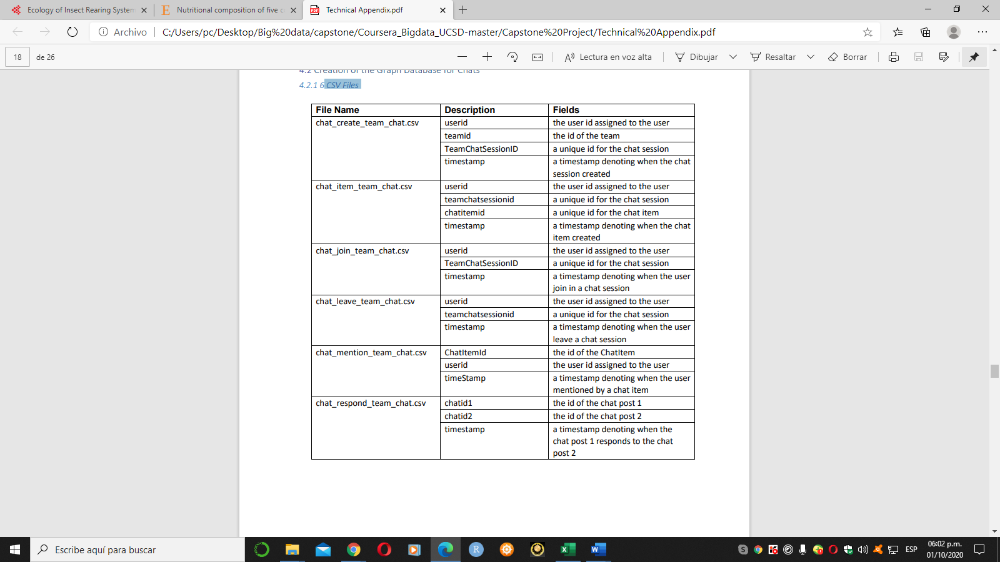 Ecology of Insect Rearing System
Nutritional composition of five c
Technical Appendix.pdf
Archivo
C:/Users/pc/Desktop/Big%20data/capstone/Coursera_Bigdata_UCSD-master/Capstone%20Project/Technical%20Appendix.pdf
18 de 26
Lectura en voz alta
Dibujar
Resaltar
Borrar
4.2 Creation of the Graph Database for Chats
4.2.1 6 CSV Files
File Name Description Fields
chat_create_team_chat.csv userid the user id assigned to the user
teamid the id of the team
TeamChatSessionID a unique id for the chat session
timestamp a timestamp denoting when the chat
session created
chat_item_team_chat.csv userid the user id assigned to the user
teamchatsessionid a unique id for the chat session
chatitemid a unique id for the chat item
timestamp a timestamp denoting when the chat
item created
chat_join_team_chat.csv userid the user id assigned to the user
TeamChatSessionID a unique id for the chat session
timestamp a timestamp denoting when the user
join in a chat session
chat_leave_team_chat.csv userid the user id assigned to the user
teamchatsessionid a unique id for the chat session
timestamp a timestamp denoting when the user
leave a chat session
chat_mention_team_chat.csv ChatItemId the id of the ChatItem
userid the user id assigned to the user
timeStamp a timestamp denoting when the user
mentioned by a chat item
chat_respond_team_chat.csv chatid1 the id of the chat post 1
chatid2 the id of the chat post 2
timestamp a timestamp denoting when the
chat post 1 responds to the chat
post 2
Escribe aquí para buscar
ESP
06:02 p.m.
01/10/2020